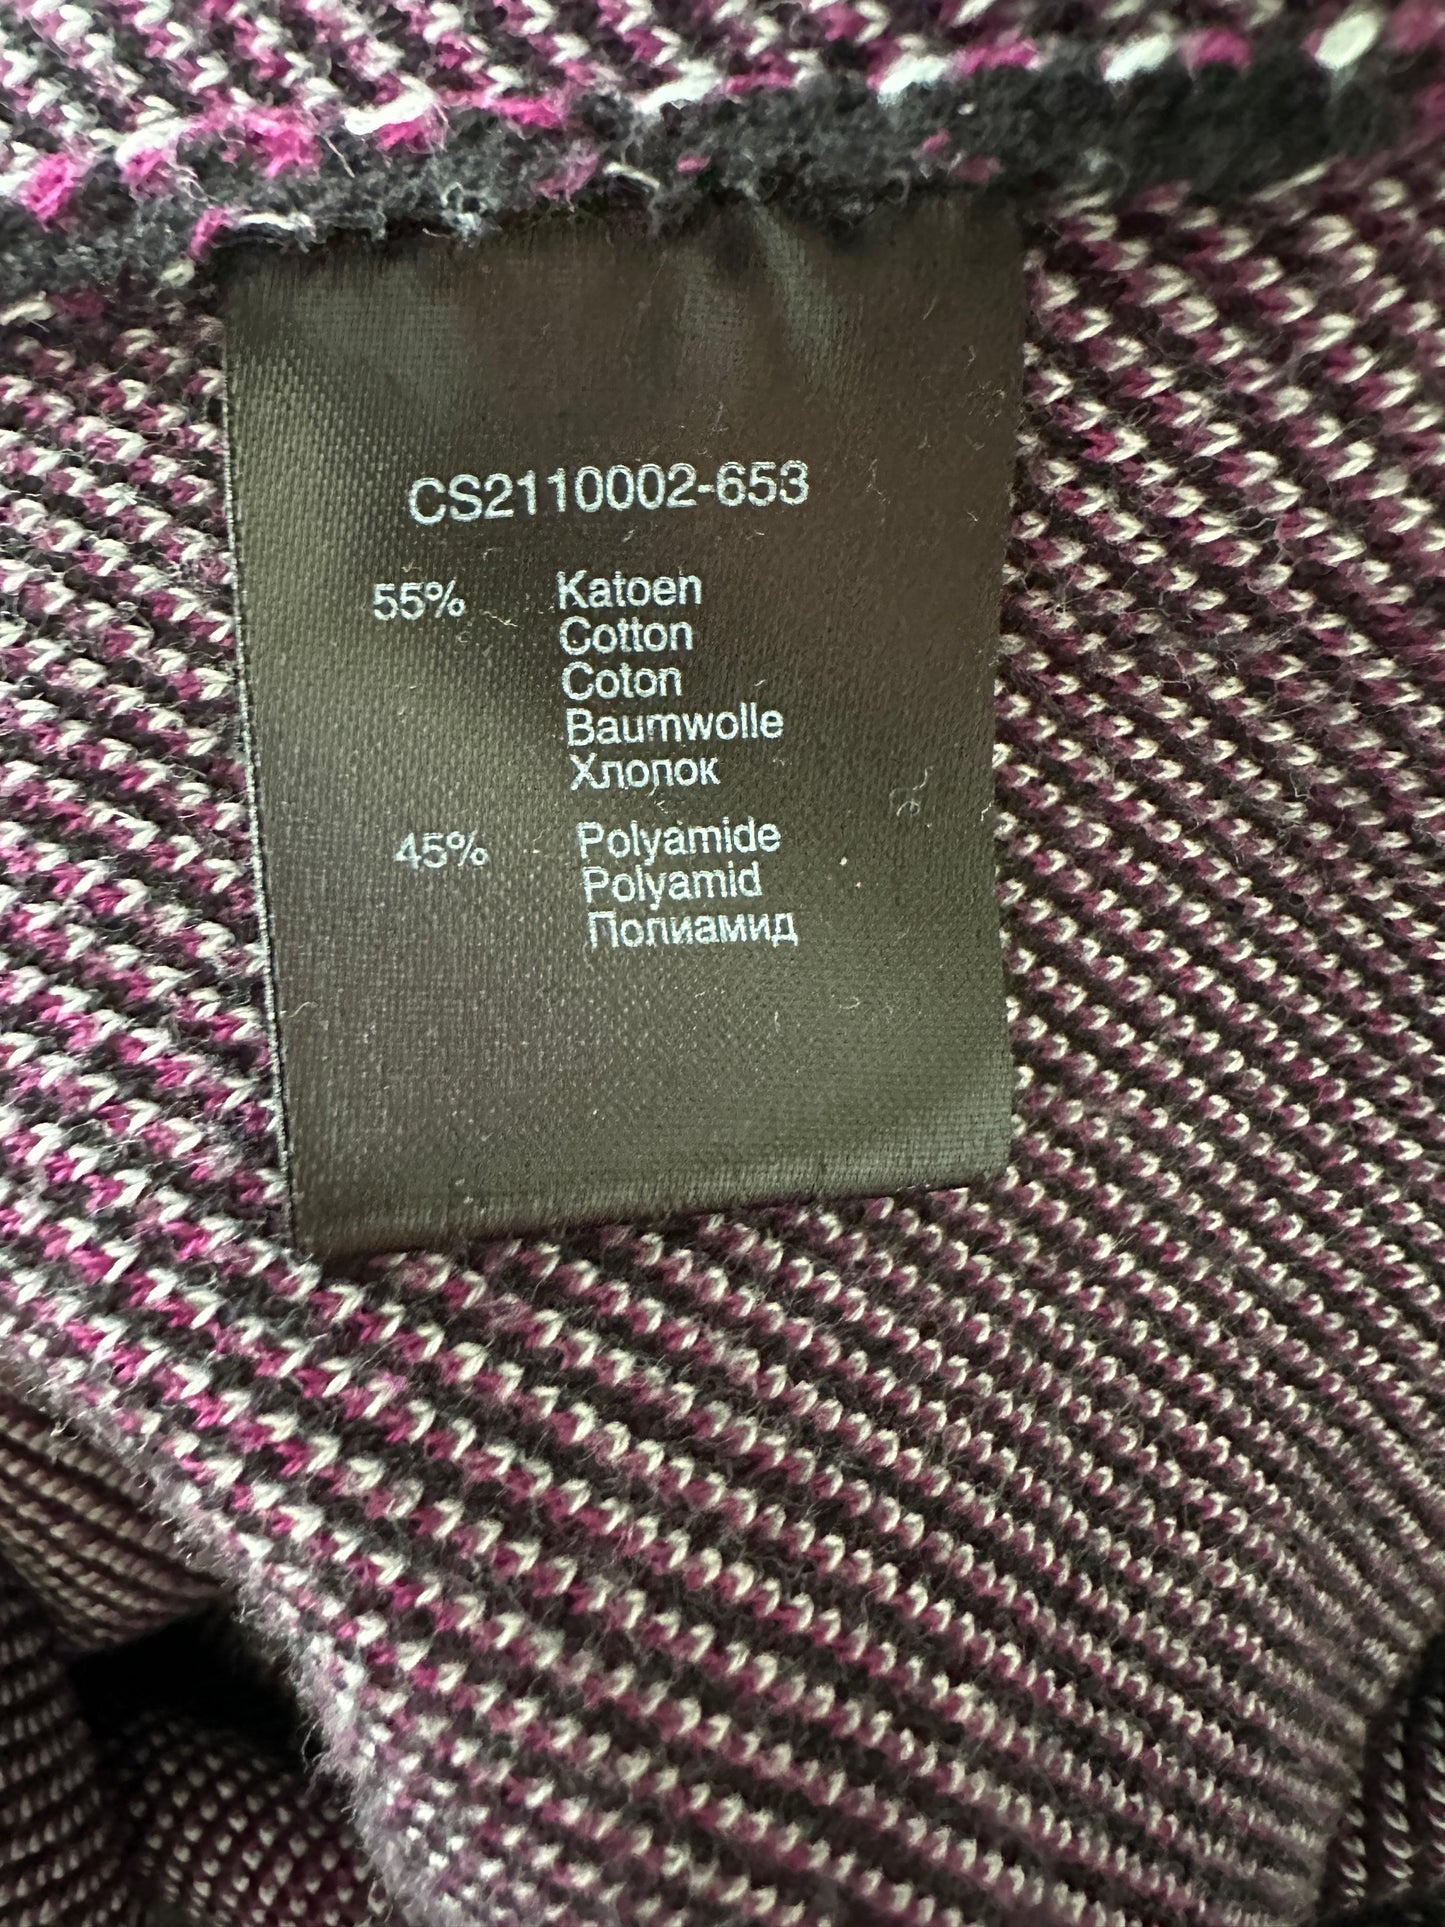 CS2110002-653
55% Katoen
Cotton
Coton
Baumwolle
Хлопок
45% Polyamide
Polyamid
Полиамид